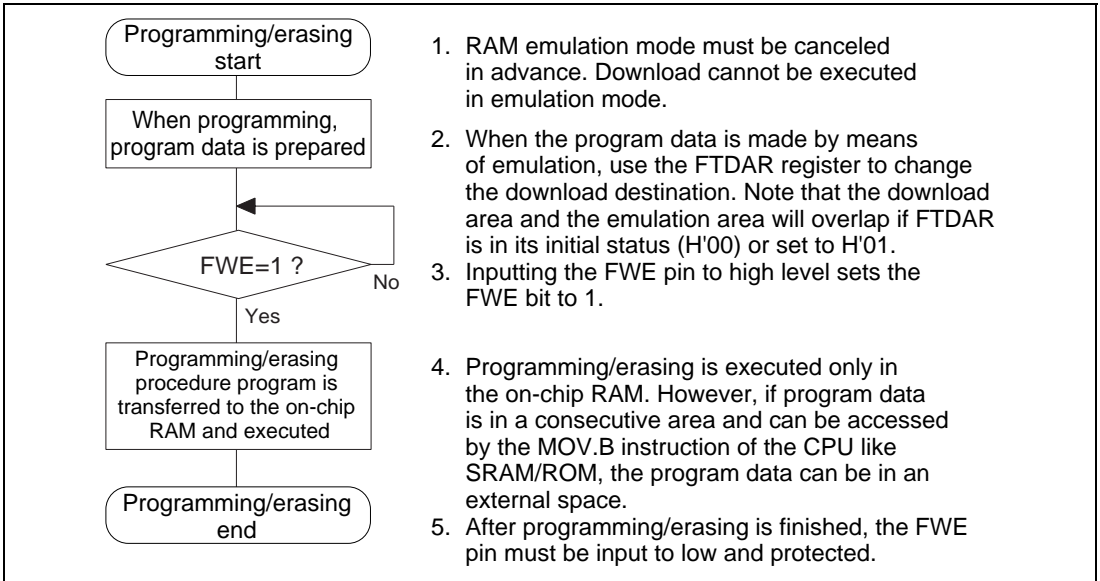 Programming/erasing
start
When programming,
program data is prepared
FWE=1 ?
No
Yes
Programming/erasing
procedure program is
transferred to the on-chip
RAM and executed
Programming/erasing
end
1. RAM emulation mode must be canceled
in advance. Download cannot be executed
in emulation mode.
2. When the program data is made by means
of emulation, use the FTDAR register to change
the download destination. Note that the download
area and the emulation area will overlap if FTDAR
is in its initial status (H'00) or set to H'01.
3. Inputting the FWE pin to high level sets the
FWE bit to 1.
4. Programming/erasing is executed only in
the on-chip RAM. However, if program data
is in a consecutive area and can be accessed
by the MOV.B instruction of the CPU like
SRAM/ROM, the program data can be in an
external space.
5. After programming/erasing is finished, the FWE
pin must be input to low and protected.